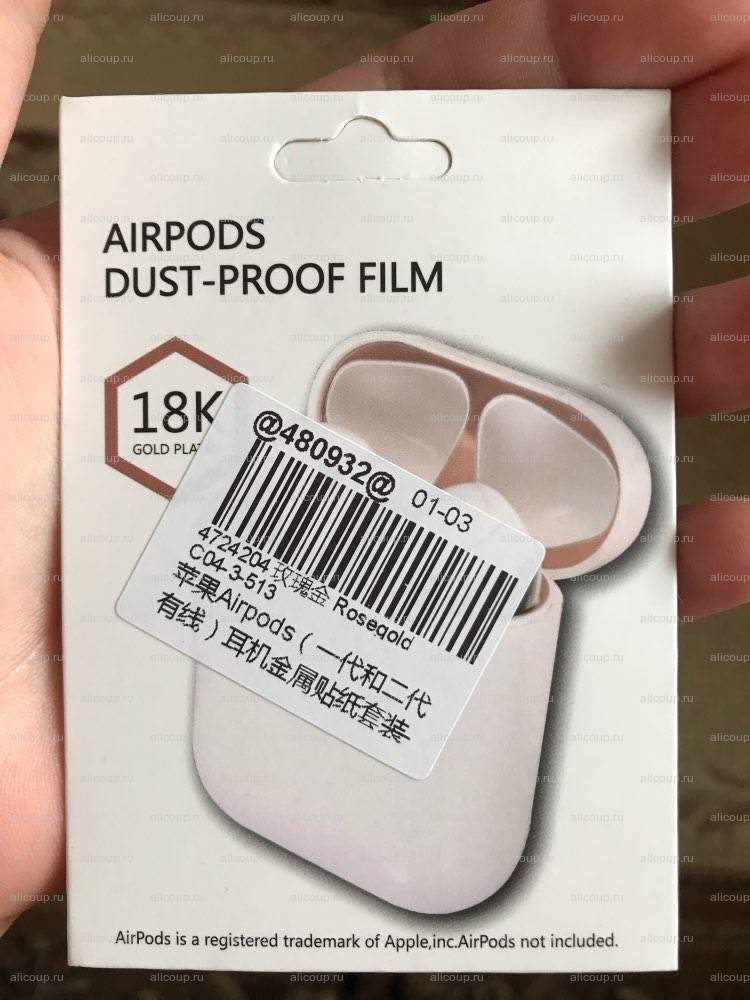 AIRPODS
DUST-PROOF FILM
18K
GOLD
@480932@ 01-03
4724204 玫瑰金 Rosegold
C04-3-513
苹果Airpods（一代和二代
有线）耳机金属贴纸套装
AirPods is a registered trademark of Apple,inc.AirPods not included.
alicoup.ru